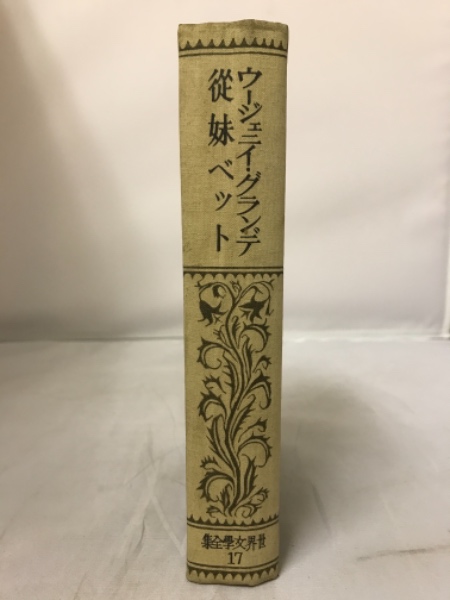 ウージェニイ・グランデ
從妹ベット
世界文學全集
17